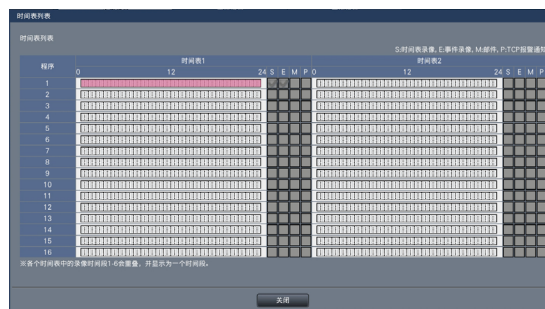 时间表列表
时间表列表
S:时间表录像, E:事件录像, M:邮件, P:TCP报警通知
程序 时间表1 时间表2
0 12 24 S E M P 0 12 24 S E M P
1
2
3
4
5
6
7
8
9
10
11
12
13
14
15
16
※各个时间表中的录像时间段1-6会重叠，并显示为一个时间段。
关闭